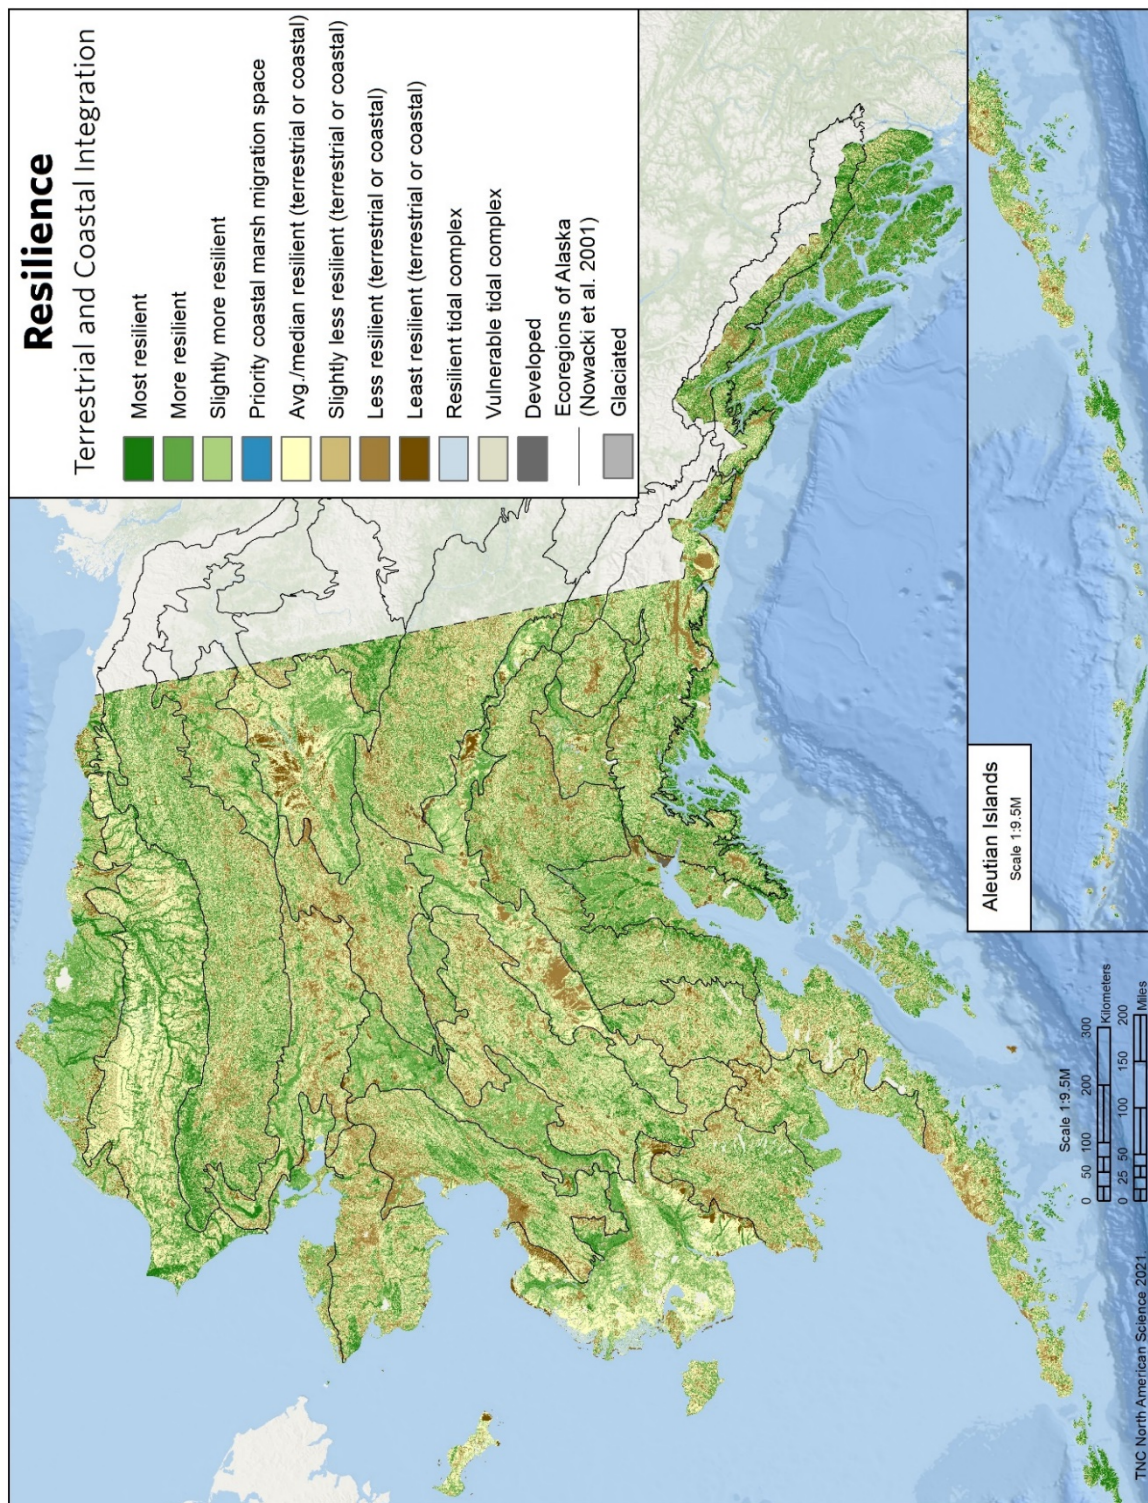 Resilience
Terrestrial and Coastal Integration
Most resilient
More resilient
Slightly more resilient
Priority coastal marsh migration space
Avg./median resilient (terrestrial or coastal)
Slightly less resilient (terrestrial or coastal)
Less resilient (terrestrial or coastal)
Least resilient (terrestrial or coastal)
Resilient tidal complex
Vulnerable tidal complex
Developed
Ecoregions of Alaska
(Nowacki et al. 2001)
Glaciated
Scale 1:9.5M
0 50 100 200 300
Kilometers
0 25 50 100 150 200
Miles
TNC North American Science 2021.
Aleutian Islands
Scale 1:9.5M